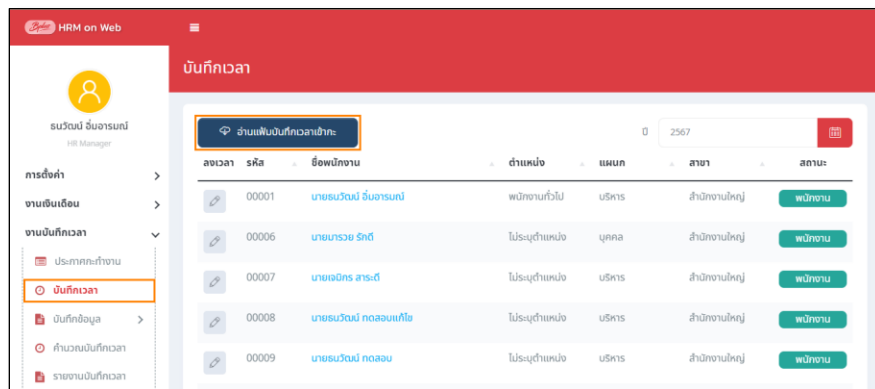 Bplus HRM on Web
บันทึกเวลา
ธนวัฒน์ อิ่มอารมณ์
HR Manager
การตั้งค่า
งานเงินเดือน
งานบันทึกเวลา
ประกาศกะทำงาน
บันทึกเวลา
บันทึกข้อมูล
คำนวณบันทึกเวลา
รายงานบันทึกเวลา
อ่านแฟ้มบันทึกเวลาเข้ากะ
ปี 2567
ลงเวลา รหัส ชื่อพนักงาน ตำแหน่ง แผนก สาขา สถานะ
00001 นายธนวัฒน์ อิ่มอารมณ์ พนักงานทั่วไป บริหาร สำนักงานใหญ่ พนักงาน
00006 นายมารวย รักดี ไม่ระบุตำแหน่ง บุคคล สำนักงานใหญ่ พนักงาน
00007 นายเจมิกร สาระดี ไม่ระบุตำแหน่ง บริหาร สำนักงานใหญ่ พนักงาน
00008 นายธนวัฒน์ ทดสอบแก้ไข ไม่ระบุตำแหน่ง บริหาร สำนักงานใหญ่ พนักงาน
00009 นายธนวัฒน์ ทดสอบ ไม่ระบุตำแหน่ง บริหาร สำนักงานใหญ่ พนักงาน